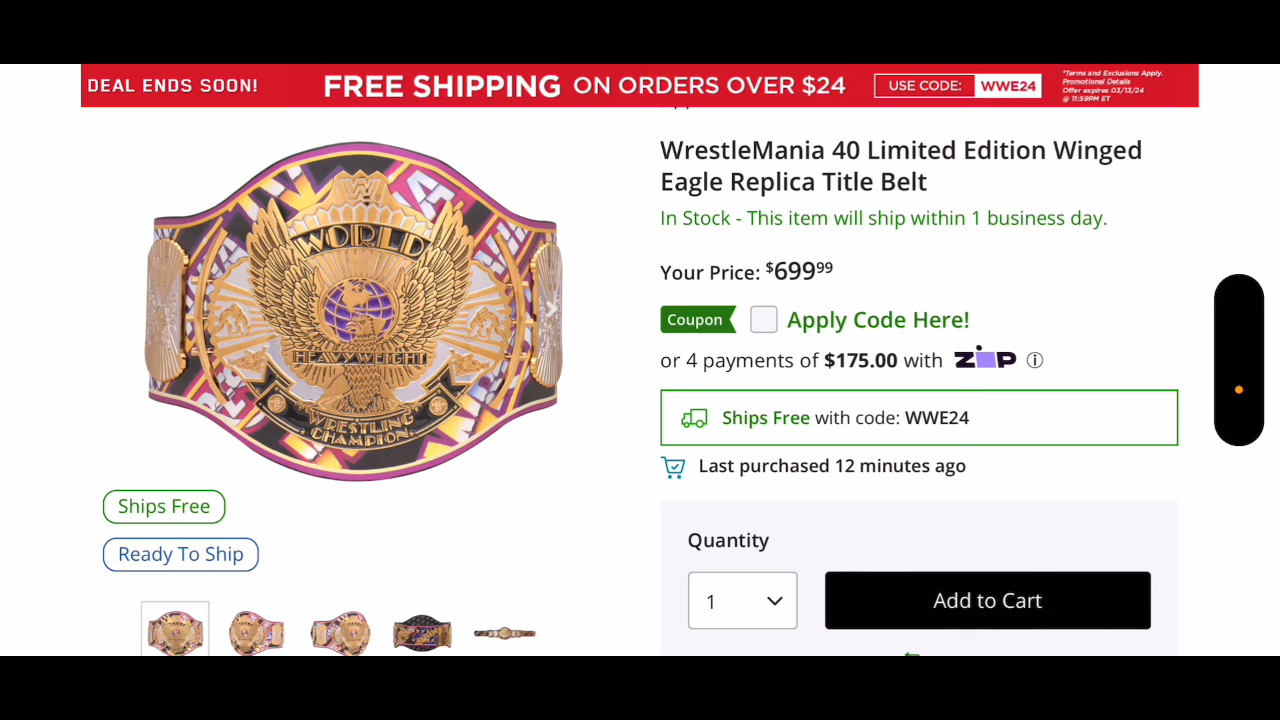 DEAL ENDS SOON!
FREE SHIPPING ON ORDERS OVER $24
USE CODE: WWE24
*Terms and Exclusions Apply.
Promotional Details
Offer expires 03/13/24
@ 11:59PM ET
WORLD
HEAVYWEIGHT
WRESTLING
CHAMPION.
Ships Free
Ready To Ship
WrestleMania 40 Limited Edition Winged
Eagle Replica Title Belt
In Stock - This item will ship within 1 business day.
Your Price: $69999
Coupon
Apply Code Here!
or 4 payments of $175.00 with ZIP
Ships Free with code: WWE24
Last purchased 12 minutes ago
Quantity
1
Add to Cart